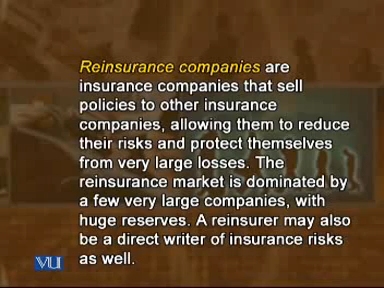 Reinsurance companies are
insurance companies that sell
policies to other insurance
companies, allowing them to reduce
their risks and protect themselves
from very large losses. The
reinsurance market is dominated by
a few very large companies, with
huge reserves. A reinsurer may also
be a direct writer of insurance risks
as well.
VU